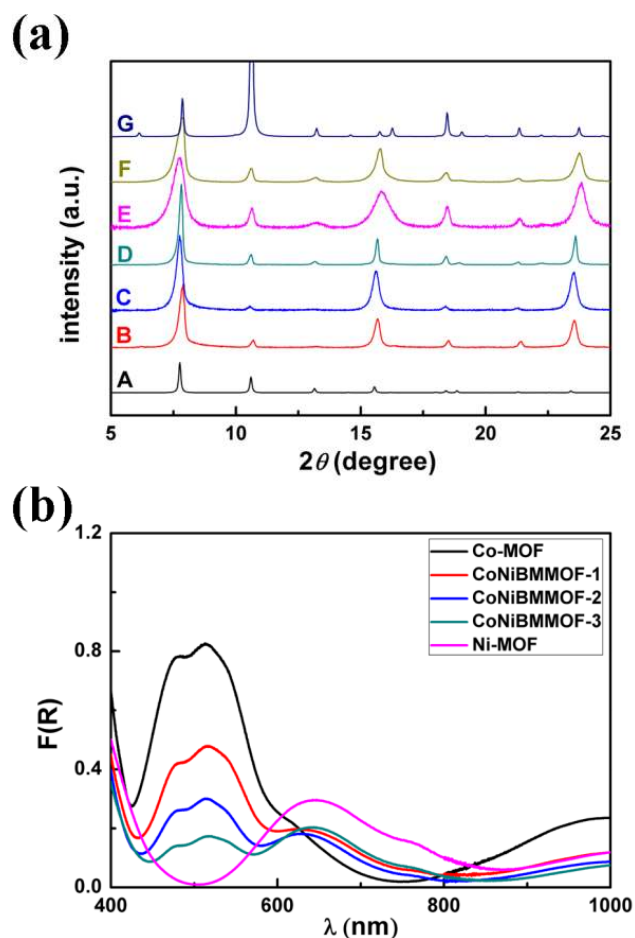 (a)
G
F
E
D
C
B
A
intensity (a.u.)
5 10 15 20 25
2θ (degree)
(b)
1.2
0.8
0.4
0.0
F(R)
Co-MOF
CoNiBMMOF-1
CoNiBMMOF-2
CoNiBMMOF-3
Ni-MOF
400 600 800 1000
λ (nm)